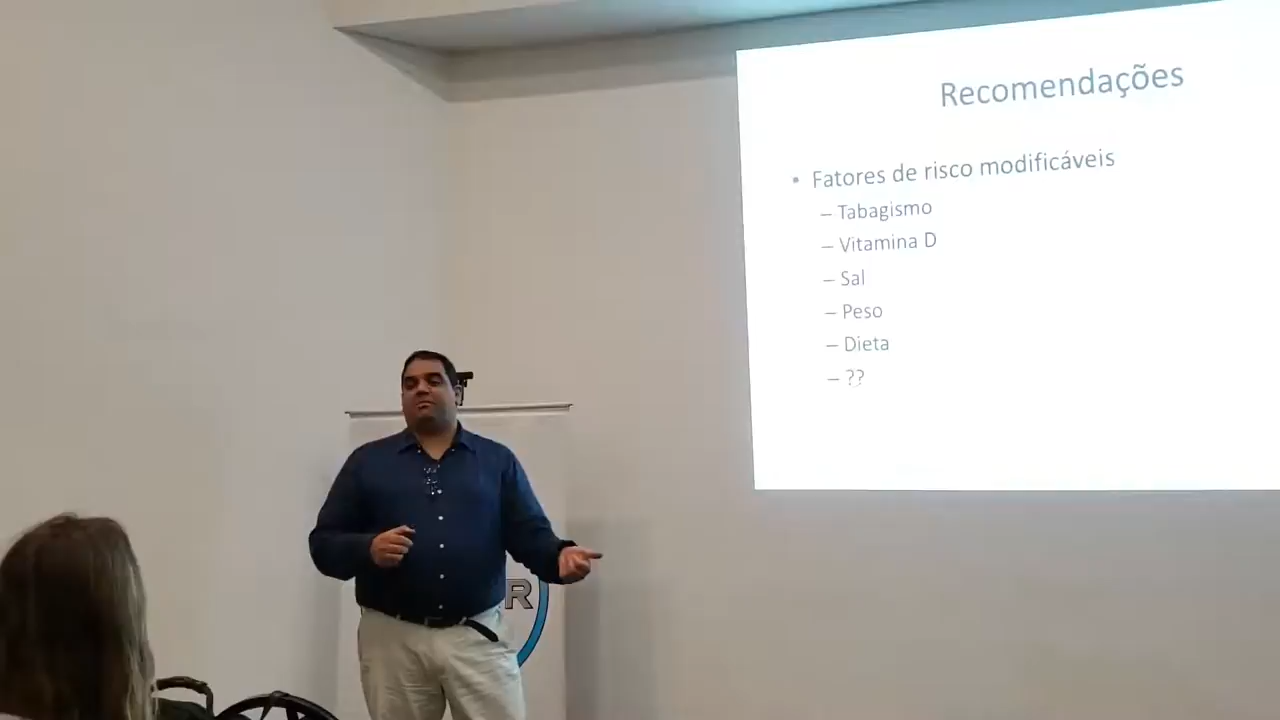 Recomendações
• Fatores de risco modificáveis
– Tabagismo
– Vitamina D
– Sal
– Peso
– Dieta
– ??
R